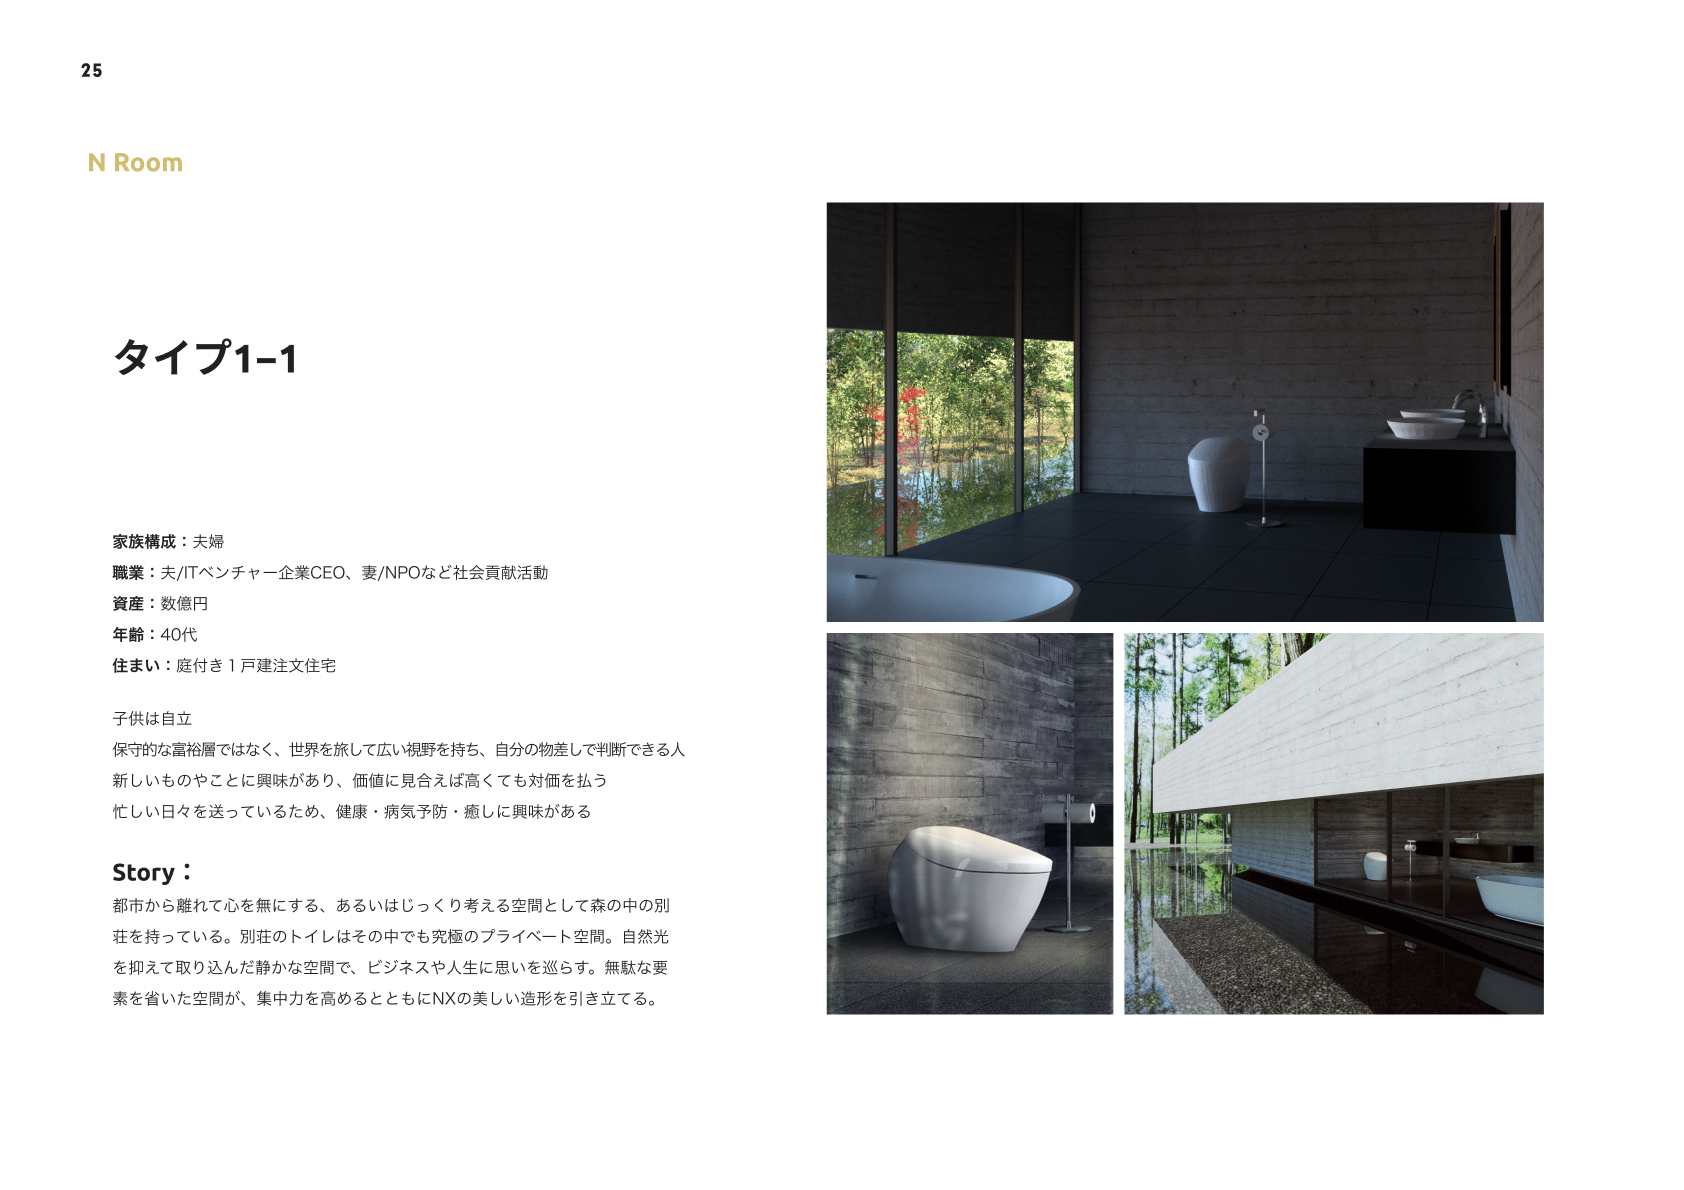 25
N Room
タイプ1–1
家族構成：夫婦
職業：夫/ITベンチャー企業CEO、妻/NPOなど社会貢献活動
資産：数億円
年齢：40代
住まい：庭付き１戸建注文住宅
子供は自立
保守的な富裕層ではなく、世界を旅して広い視野を持ち、自分の物差しで判断できる人
新しいものやことに興味があり、価値に見合えば高くても対価を払う
忙しい日々を送っているため、健康・病気予防・癒しに興味がある
Story：
都市から離れて心を無にする、あるいはじっくり考える空間として森の中の別
荘を持っている。別荘のトイレはその中でも究極のプライベート空間。自然光
を抑えて取り込んだ静かな空間で、ビジネスや人生に思いを巡らす。無駄な要
素を省いた空間が、集中力を高めるとともにNXの美しい造形を引き立てる。